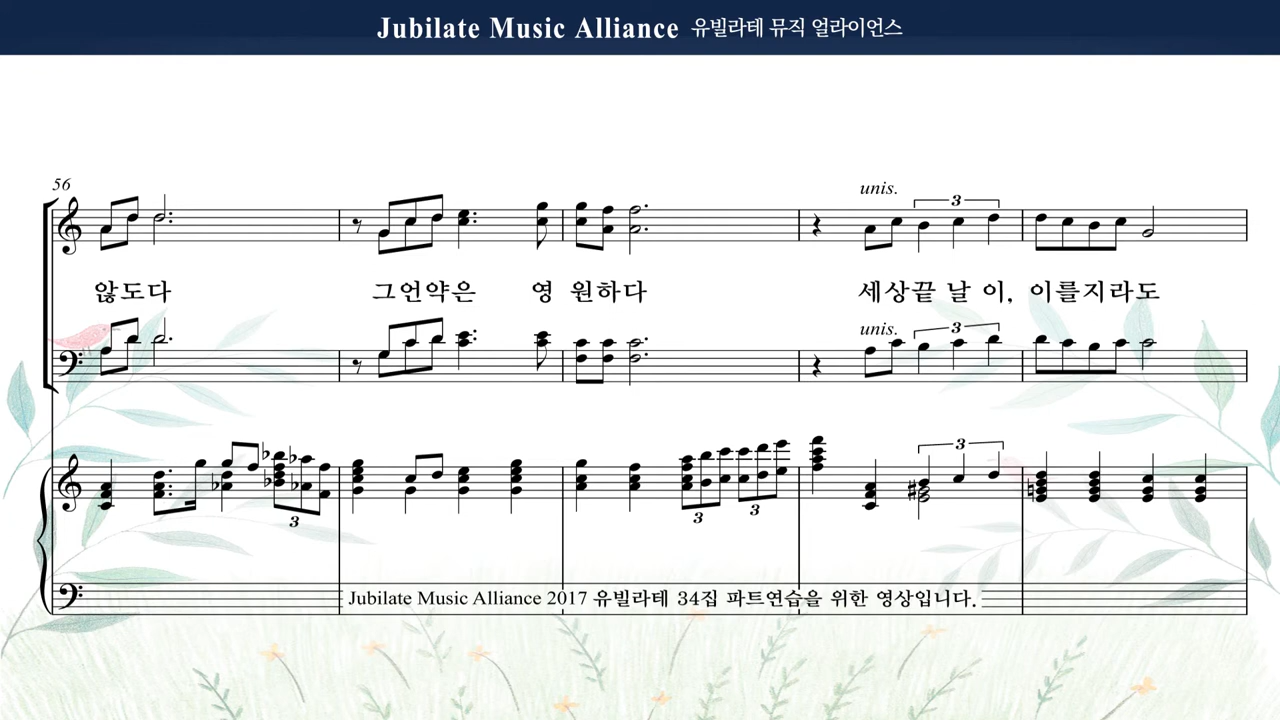 Jubilate Music Alliance 유빌라테 뮤직 얼라이언스
56
unis.
3
않도다 그언약은 영 원하다 세상끝 날 이, 이를지라도
unis.
3
3
3
3
3
Jubilate Music Alliance 2017 유빌라테 34집 파트연습을 위한 영상입니다.